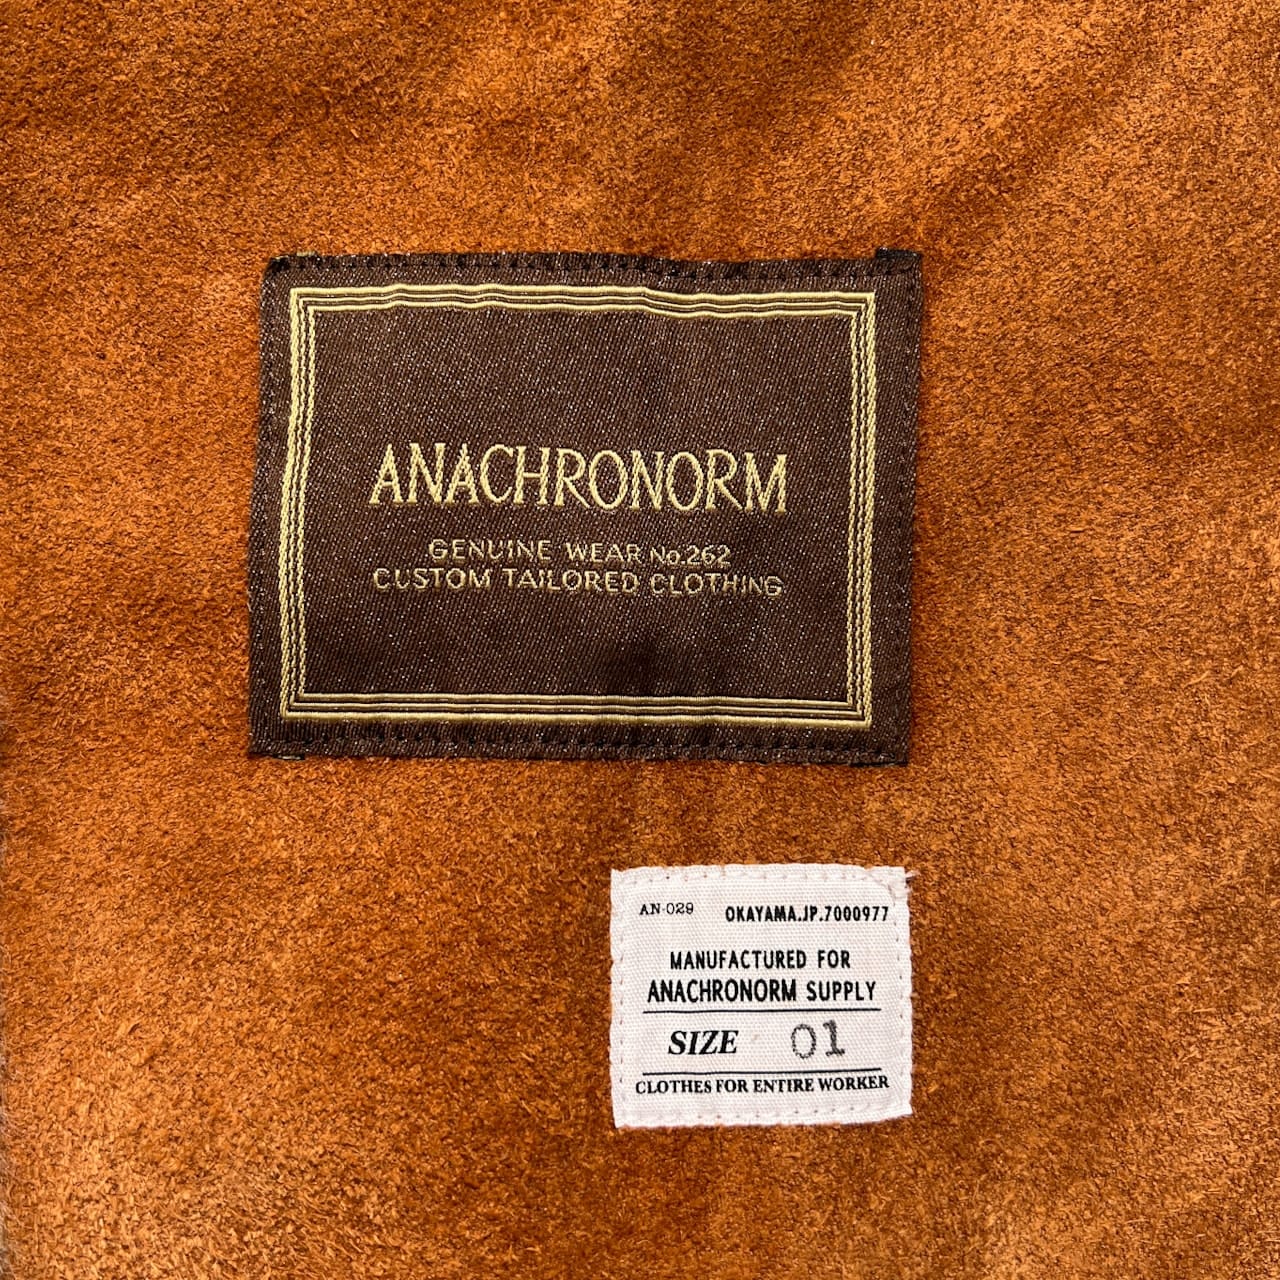 ANACHRONORM
GENUINE WEAR No.262
CUSTOM TAILORED CLOTHING
AN-029 OKAYAMA.JP.7000977
MANUFACTURED FOR
ANACHRONORM SUPPLY
SIZE 01
CLOTHES FOR ENTIRE WORKER